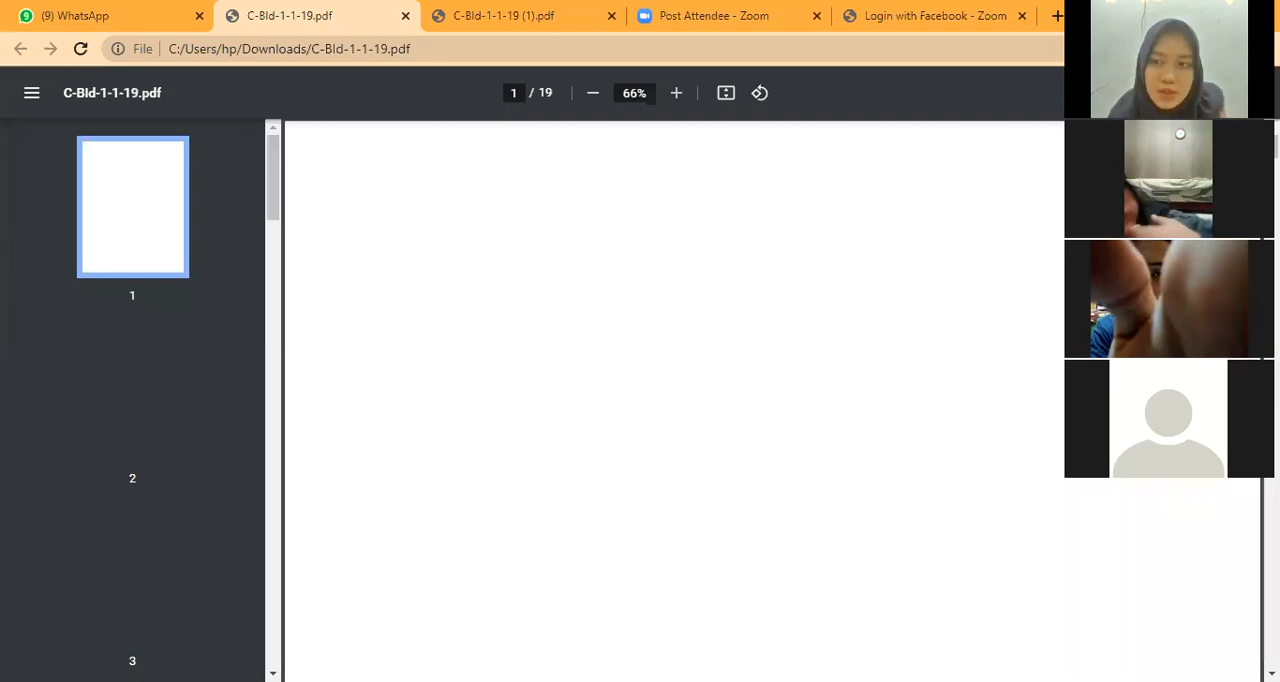 (9) WhatsApp
C-Bld-1-1-19.pdf
C-Bld-1-1-19 (1).pdf
Post Attendee - Zoom
Login with Facebook - Zoom
File
C:/Users/hp/Downloads/C-Bld-1-1-19.pdf
C-Bld-1-1-19.pdf
1 / 19
66%
1
2
3